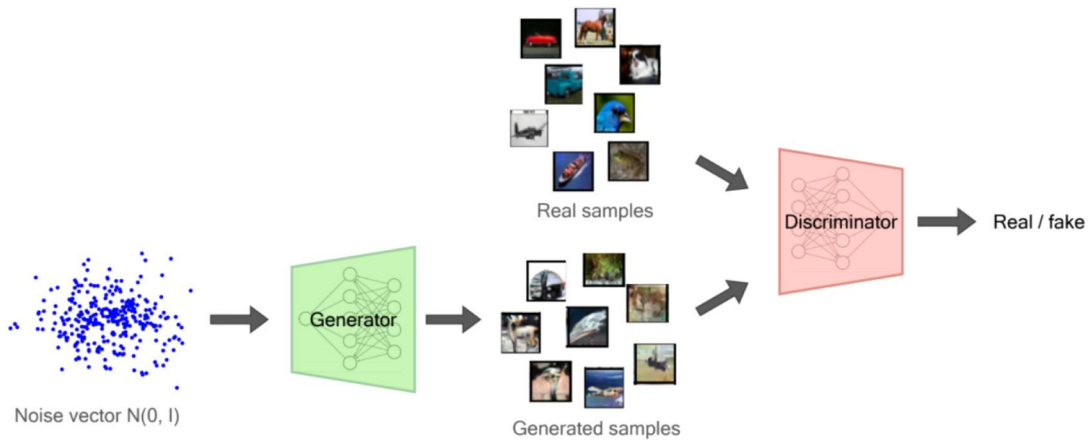 Real samples
Discriminator
Real / fake
Generator
Noise vector N(0, I)
Generated samples